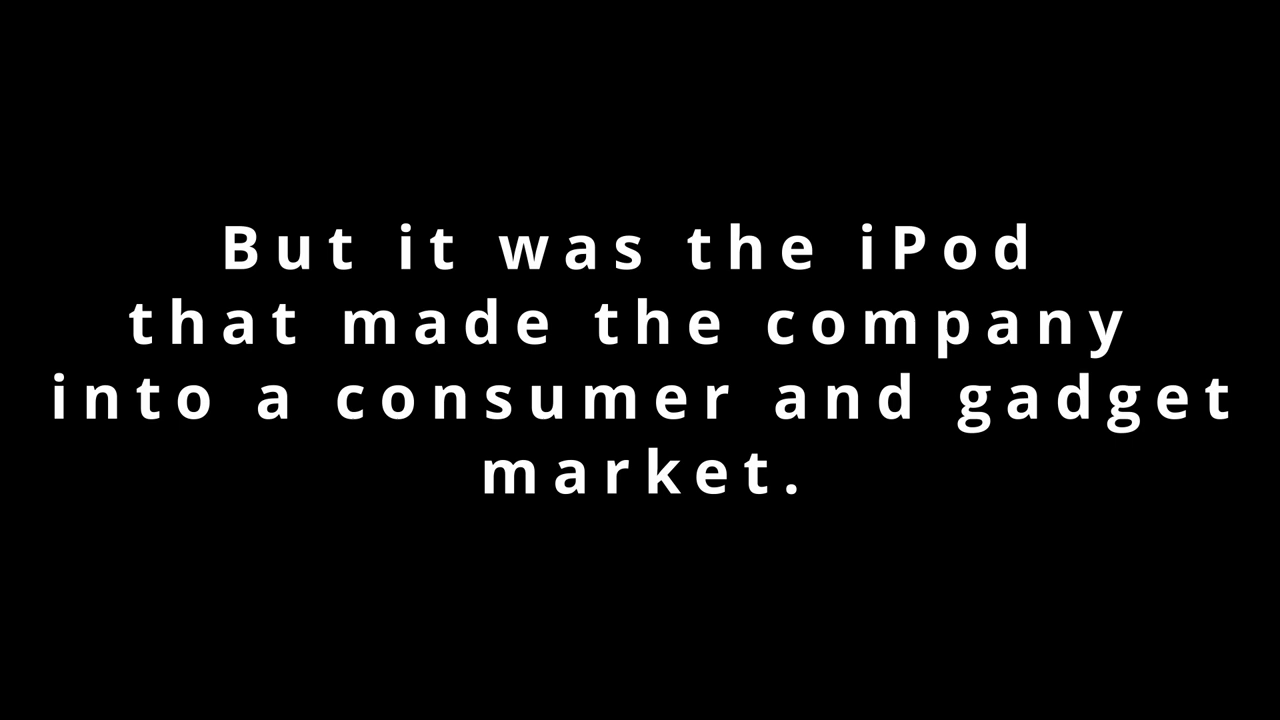 But it was the iPod
that made the company
into a consumer and gadget
market.